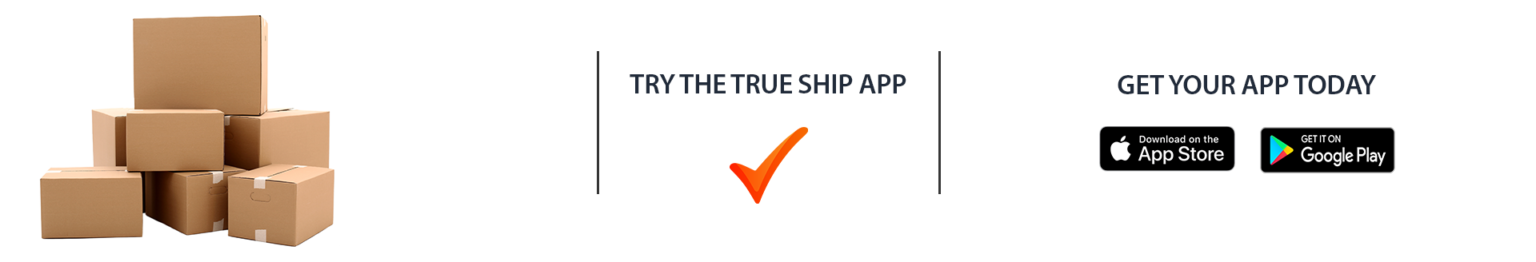 TRY THE TRUE SHIP APP
GET YOUR APP TODAY
Download on the
App Store
GET IT ON
Google Play